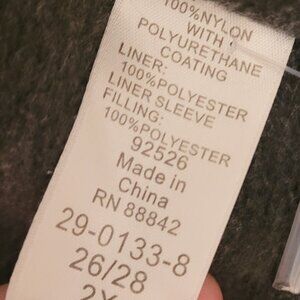 100%NYLON
WITH
POLYURETHANE
COATING
LINER:
100%POLYESTER
LINER SLEEVE
FILLING:
100%POLYESTER
92526
Made in
China
RN 88842
29-0133-8
26/28
2X